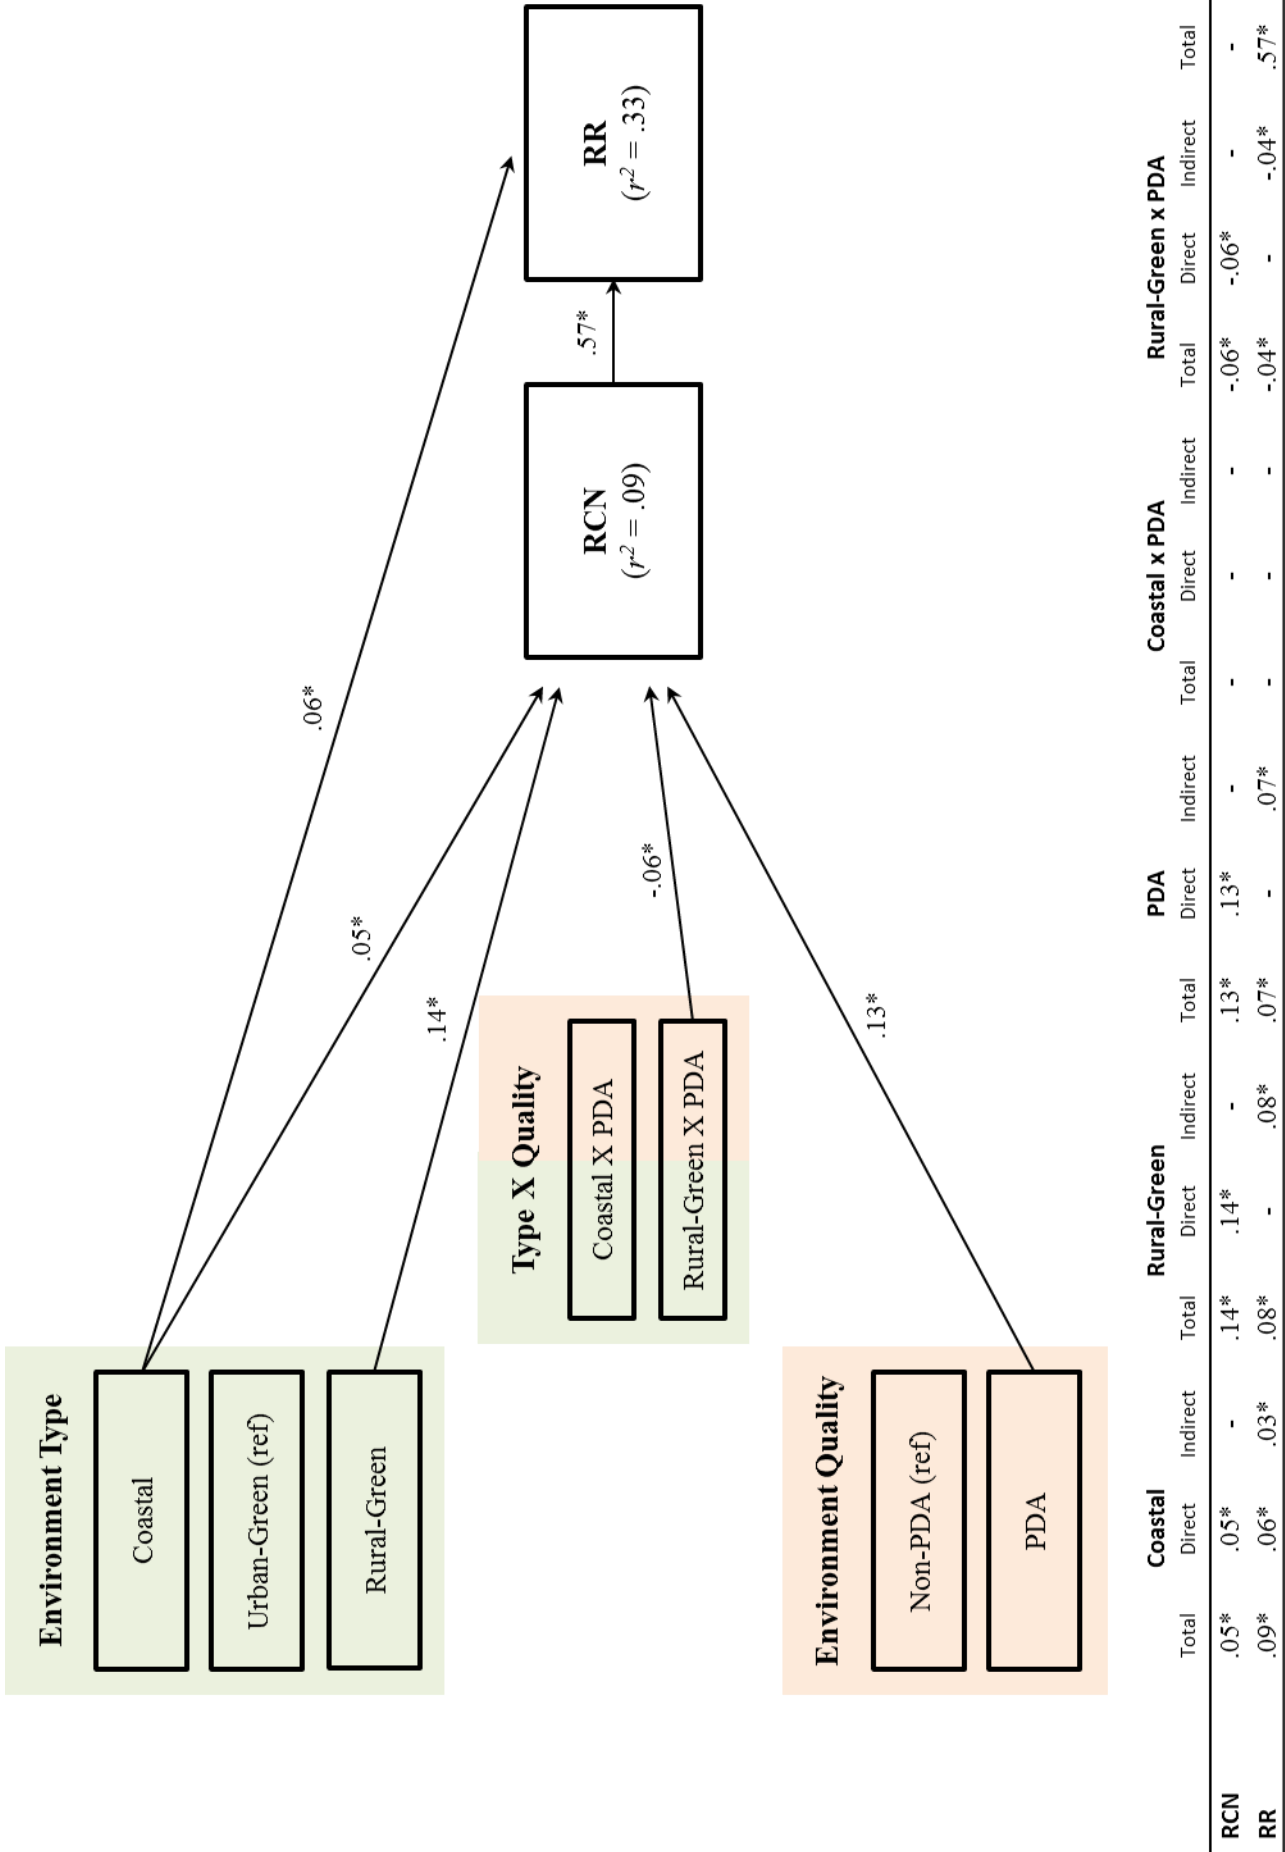 Environment Type
Coastal
Urban-Green (ref)
Rural-Green
Type X Quality
Coastal X PDA
Rural-Green X PDA
Environment Quality
Non-PDA (ref)
PDA
.06*
.05*
.14*
-.06*
.13*
RCN
(r² = .09)
.57*
RR
(r² = .33)
Coastal Rural-Green PDA Coastal x PDA Rural-Green x PDA
Total Direct Indirect Total Direct Indirect Total Direct Indirect Total Direct Indirect Total Direct Indirect Total
RCN .05* .05* - .14* .14* - .13* .13* - - - - -.06* -.06* - -
RR .09* .06* .03* .08* - .08* .07* - .07* - - - -.04* - -.04* .57*